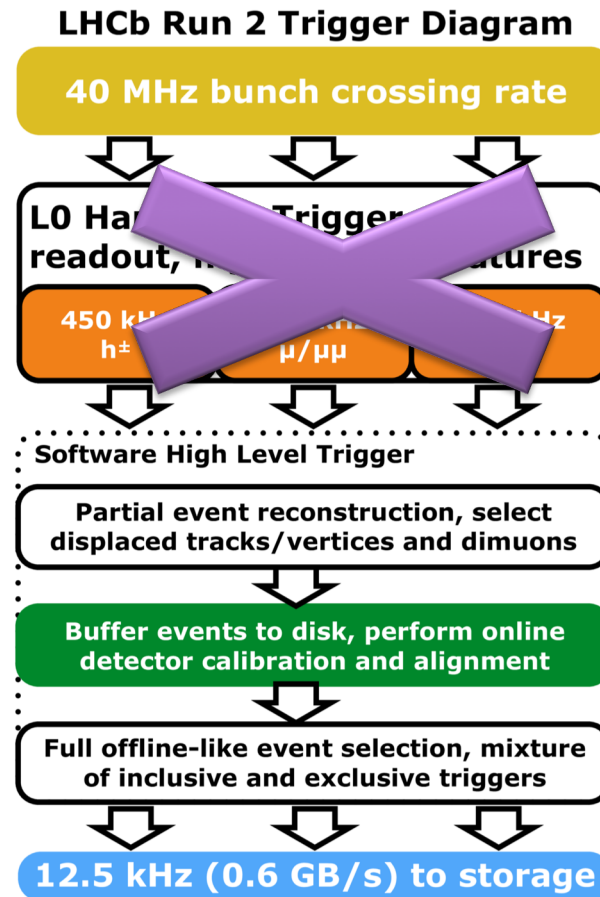 LHCb Run 2 Trigger Diagram
40 MHz bunch crossing rate
L0 Trigger
readout,
450
h±
μ/μμ
Software High Level Trigger
Partial event reconstruction, select
displaced tracks/vertices and dimuons
Buffer events to disk, perform online
detector calibration and alignment
Full offline-like event selection, mixture
of inclusive and exclusive triggers
12.5 kHz (0.6 GB/s) to storage